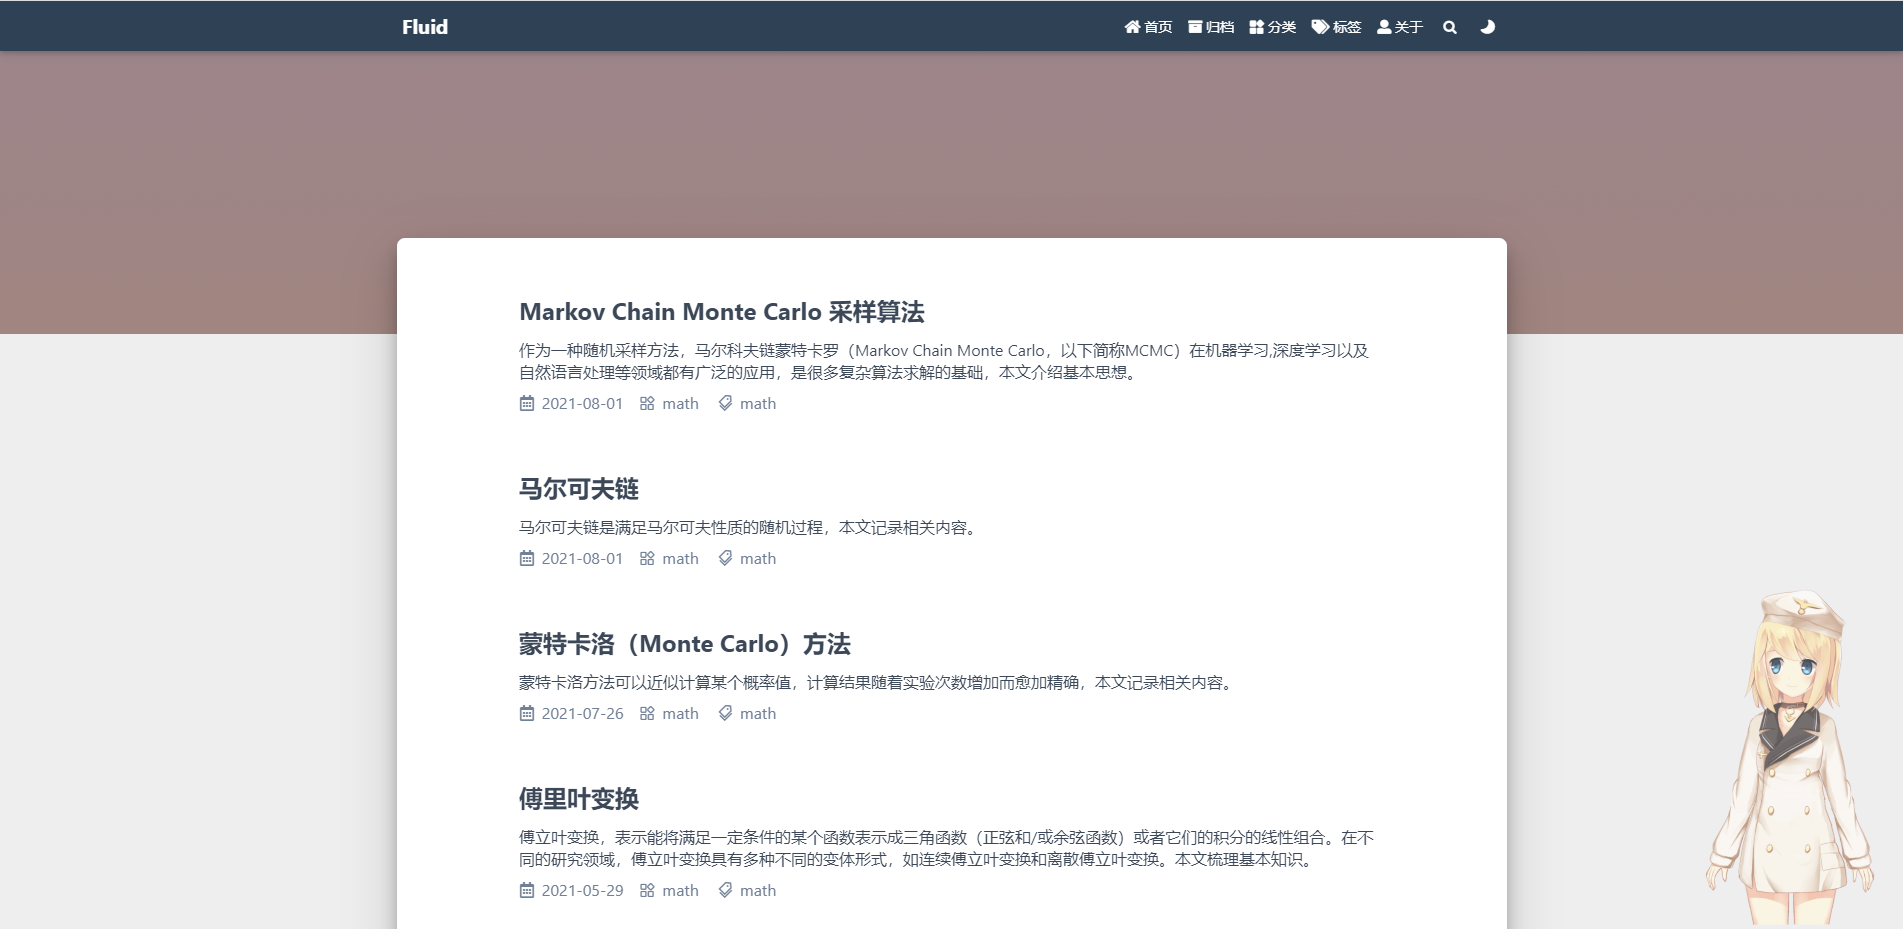 Fluid
首页 归档 分类 标签 关于
Markov Chain Monte Carlo 采样算法
作为一种随机采样方法，马尔科夫链蒙特卡罗（Markov Chain Monte Carlo，以下简称MCMC）在机器学习,深度学习以及
自然语言处理等领域都有广泛的应用，是很多复杂算法求解的基础，本文介绍基本思想。
2021-08-01 math math
马尔可夫链
马尔可夫链是满足马尔可夫性质的随机过程，本文记录相关内容。
2021-08-01 math math
蒙特卡洛（Monte Carlo）方法
蒙特卡洛方法可以近似计算某个概率值，计算结果随着实验次数增加而愈加精确，本文记录相关内容。
2021-07-26 math math
傅里叶变换
傅立叶变换，表示能将满足一定条件的某个函数表示成三角函数（正弦和/或余弦函数）或者它们的积分的线性组合。在不
同的研究领域，傅立叶变换具有多种不同的变体形式，如连续傅立叶变换和离散傅立叶变换。本文梳理基本知识。
2021-05-29 math math